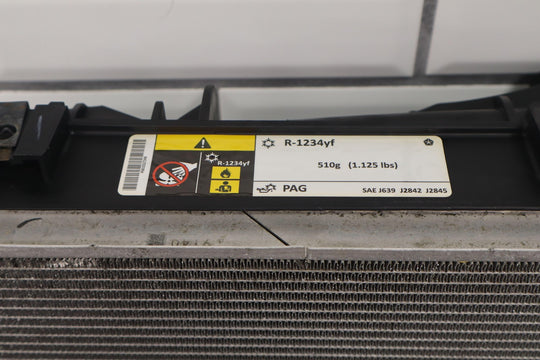 R-1234yf
R-1234yf
510g (1.125 lbs)
PAG
SAE J639 J2842 J2845